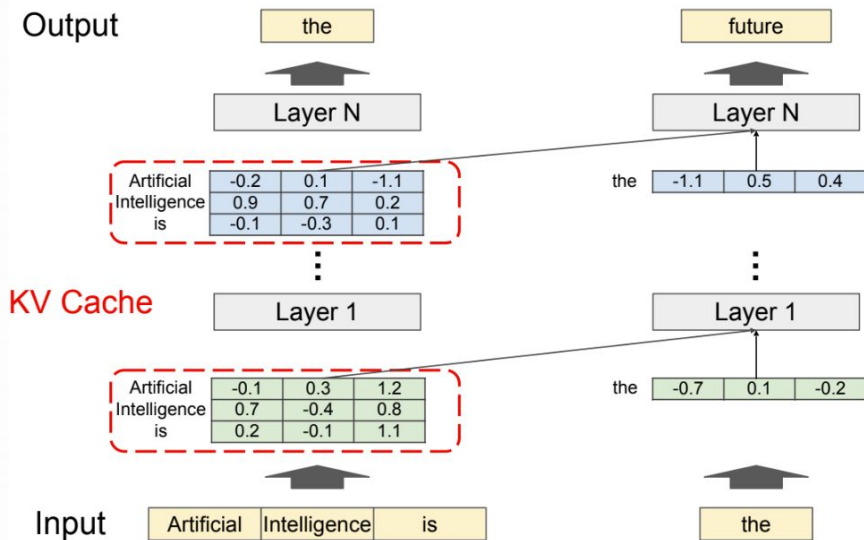 Output the future
Layer N Layer N
Artificial -0.2 0.1 -1.1 the -1.1 0.5 0.4
Intelligence 0.9 0.7 0.2
is -0.1 -0.3 0.1
KV Cache Layer 1 Layer 1
Artificial -0.1 0.3 1.2 the -0.7 0.1 -0.2
Intelligence 0.7 -0.4 0.8
is 0.2 -0.1 1.1
Input Artificial Intelligence is the